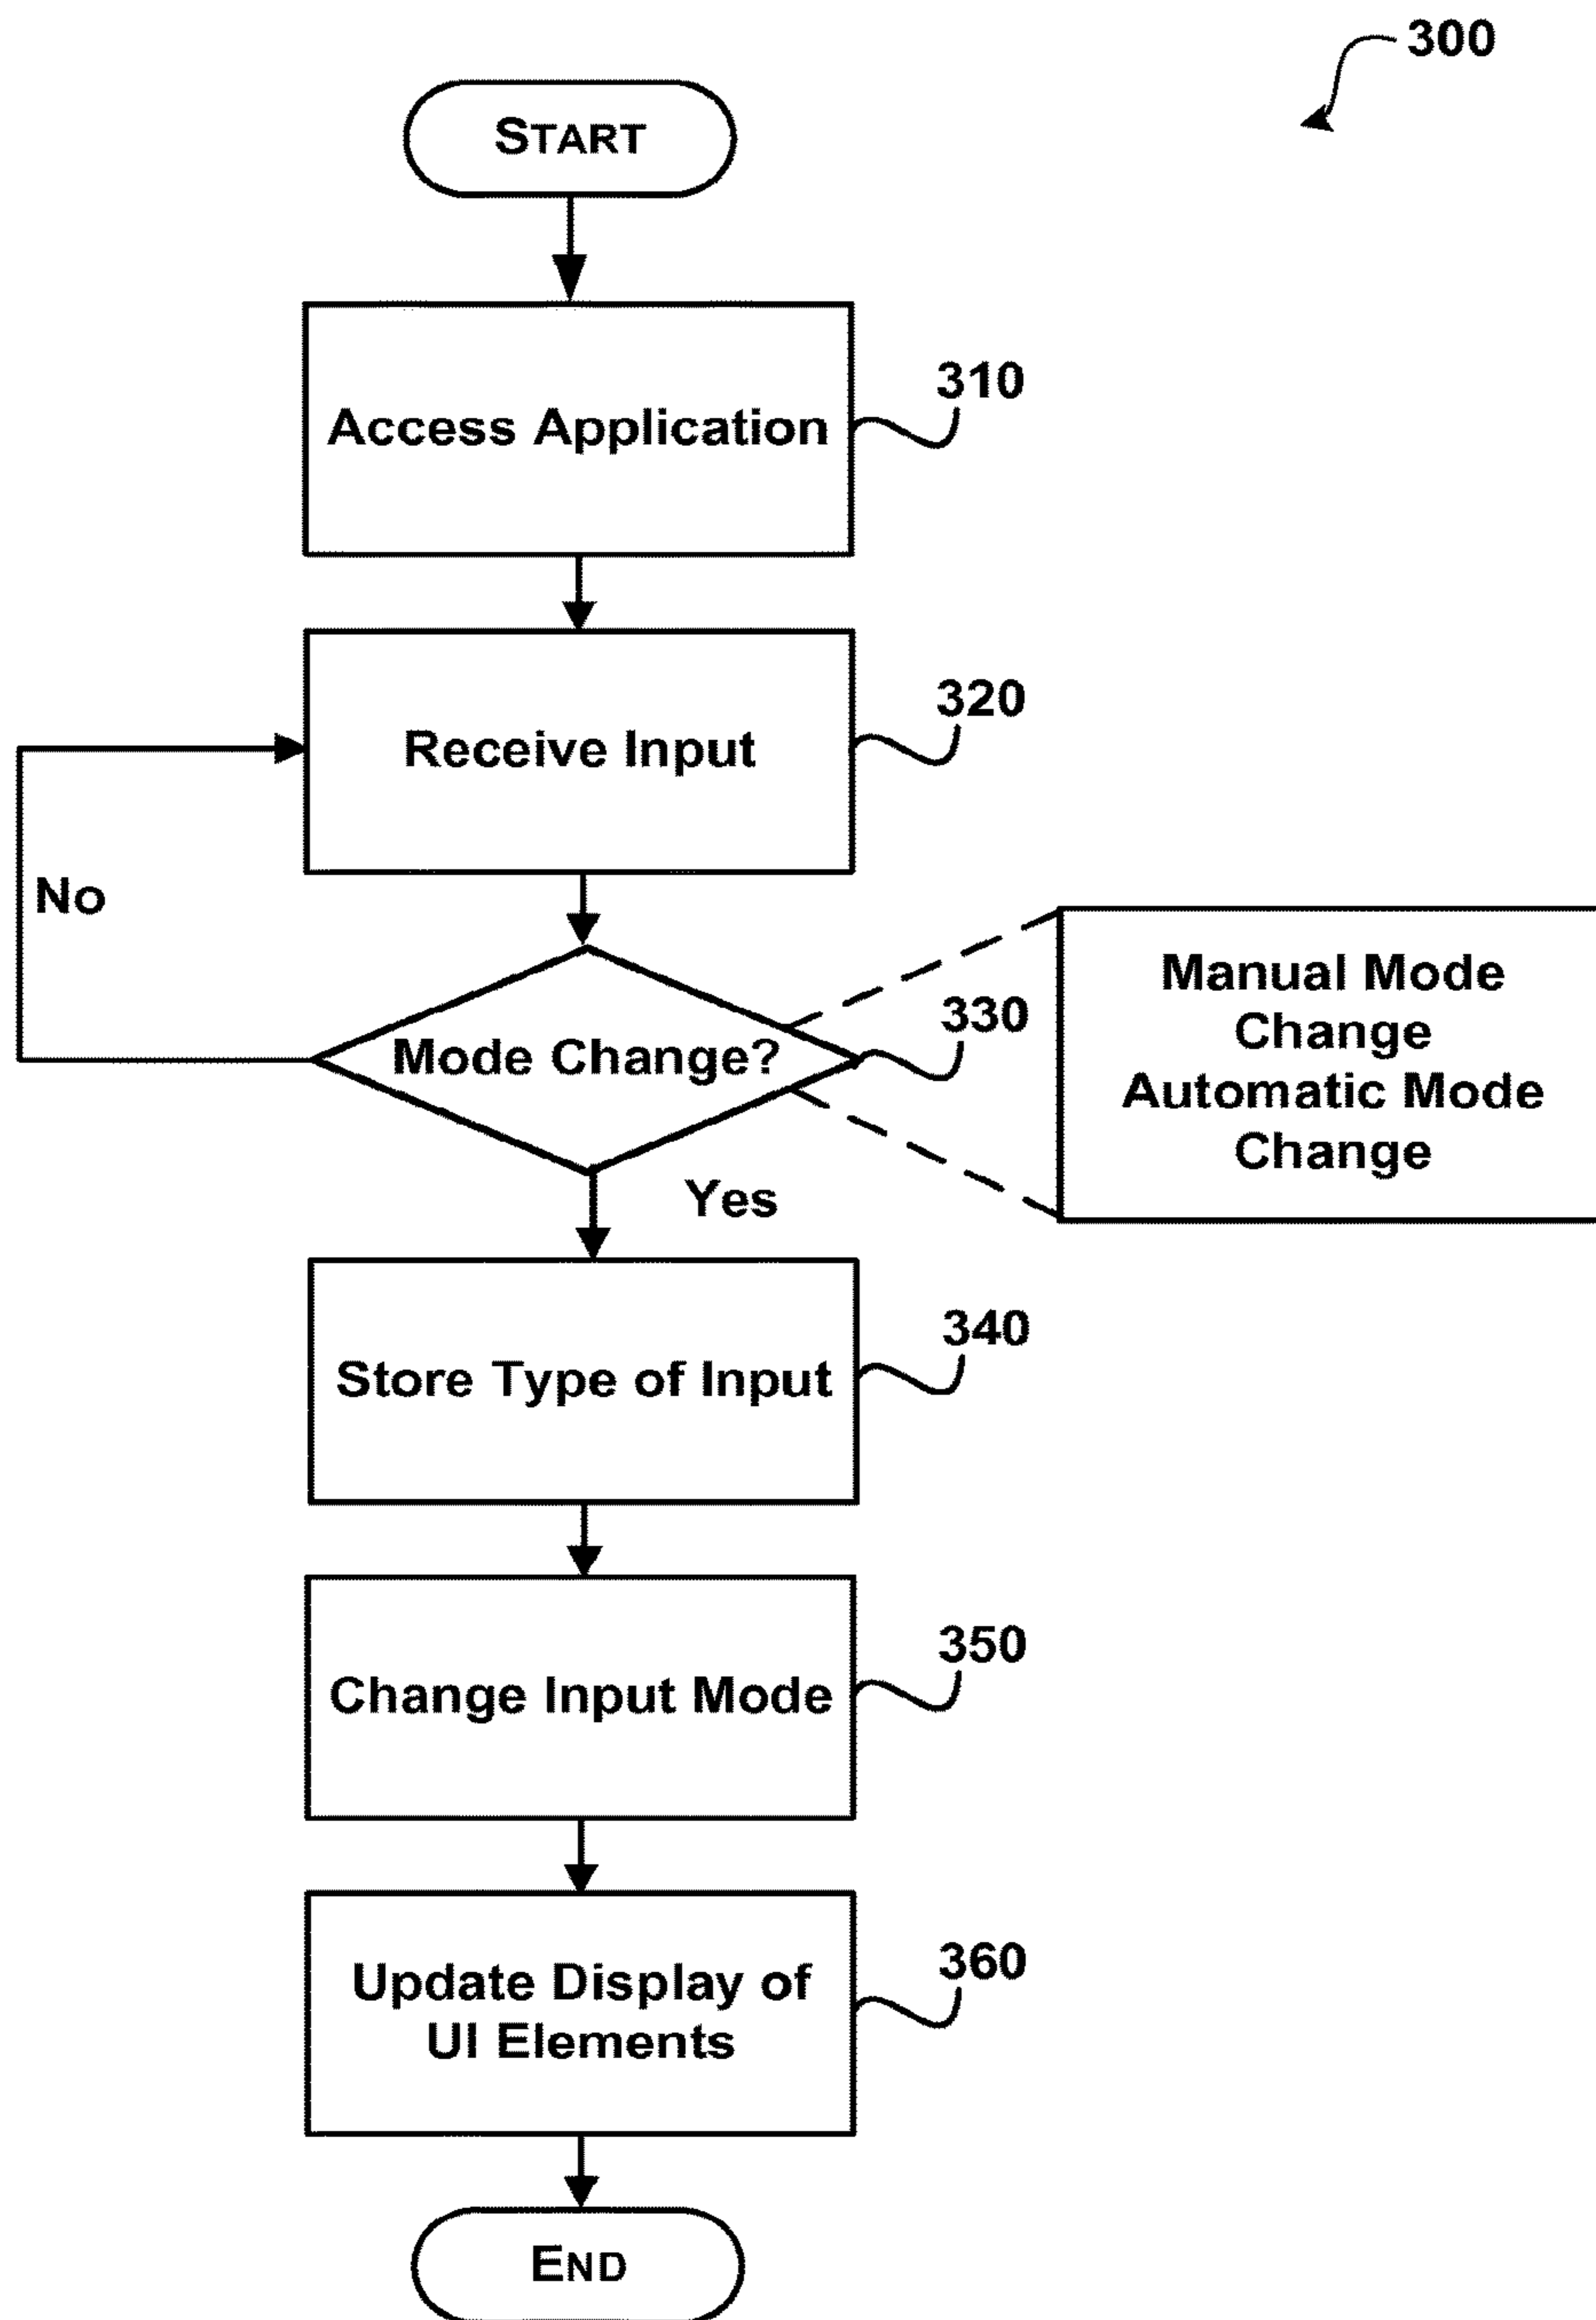 300
START
Access Application
310
Receive Input
320
No
Mode Change?
330
Manual Mode
Change
Automatic Mode
Change
Yes
Store Type of Input
340
Change Input Mode
350
Update Display of
UI Elements
360
END